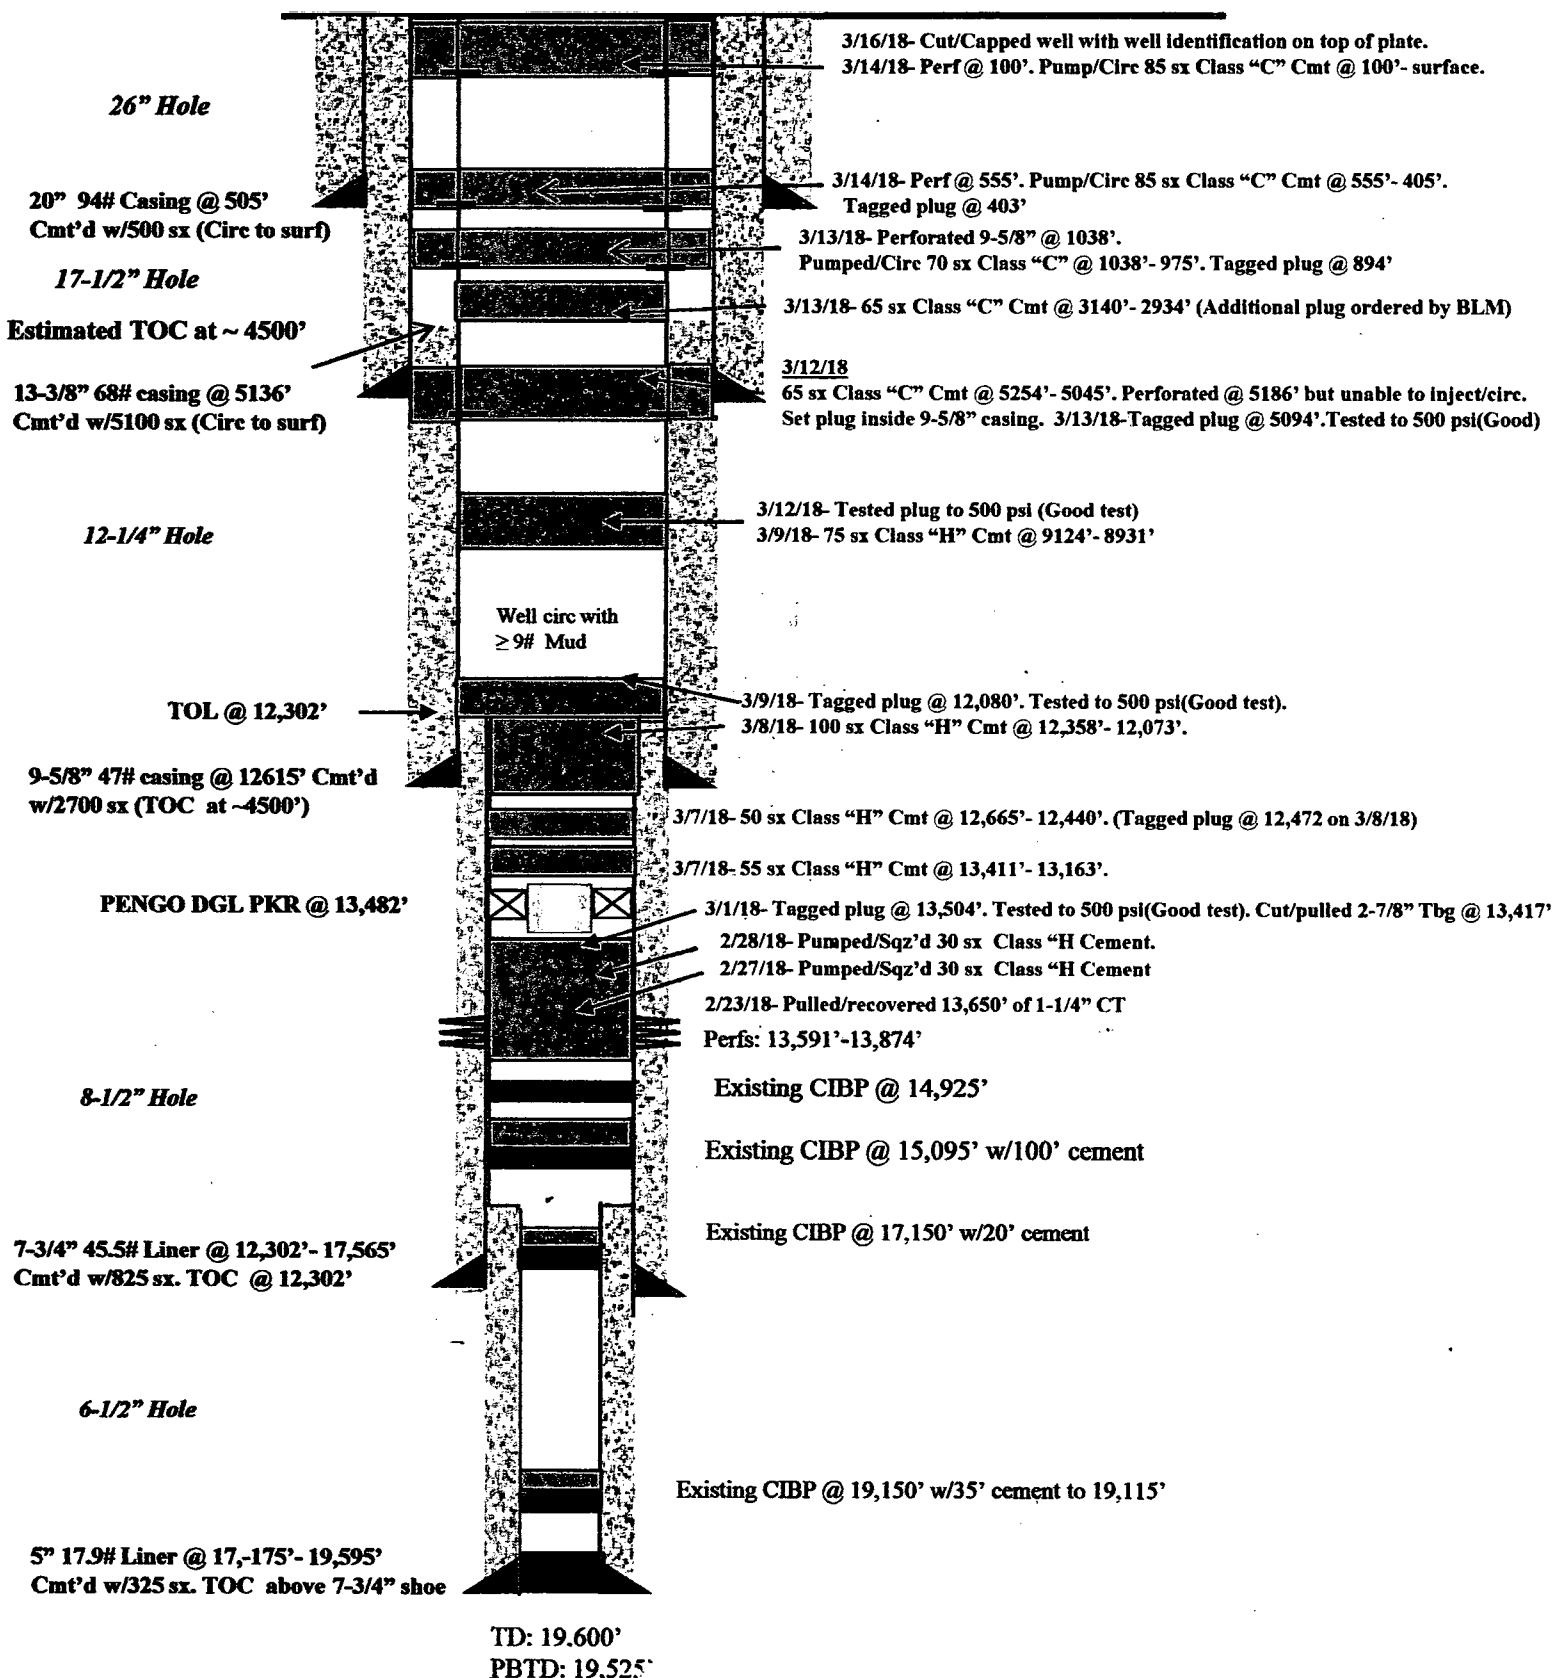 3/16/18- Cut/Capped well with well identification on top of plate.
3/14/18- Perf @ 100’. Pump/Circ 85 sx Class “C” Cmt @ 100’- surface.
26” Hole
3/14/18- Perf @ 555’. Pump/Circ 85 sx Class “C” Cmt @ 555’- 405’.
Tagged plug @ 403’
20” 94# Casing @ 505’
Cmt’d w/500 sx (Circ to surf)
3/13/18- Perforated 9-5/8” @ 1038’.
Pumped/Circ 70 sx Class “C” @ 1038’- 975’. Tagged plug @ 894’
17-1/2” Hole
3/13/18- 65 sx Class “C” Cmt @ 3140’- 2934’ (Additional plug ordered by BLM)
Estimated TOC at ~ 4500’
3/12/18
65 sx Class “C” Cmt @ 5254’- 5045’. Perforated @ 5186’ but unable to inject/circ.
Set plug inside 9-5/8” casing. 3/13/18-Tagged plug @ 5094’.Tested to 500 psi(Good)
13-3/8” 68# casing @ 5136’
Cmt’d w/5100 sx (Circ to surf)
3/12/18- Tested plug to 500 psi (Good test)
3/9/18- 75 sx Class “H” Cmt @ 9124’- 8931’
12-1/4” Hole
Well circ with
≥ 9# Mud
3/9/18- Tagged plug @ 12,080’. Tested to 500 psi(Good test).
3/8/18- 100 sx Class “H” Cmt @ 12,358’- 12,073’.
TOL @ 12,302’
9-5/8” 47# casing @ 12615’ Cmt’d
w/2700 sx (TOC at ~4500’)
3/7/18- 50 sx Class “H” Cmt @ 12,665’- 12,440’. (Tagged plug @ 12,472 on 3/8/18)
3/7/18- 55 sx Class “H” Cmt @ 13,411’- 13,163’.
PENGO DGL PKR @ 13,482’
3/1/18- Tagged plug @ 13,504’. Tested to 500 psi(Good test). Cut/pulled 2-7/8” Tbg @ 13,417’
2/28/18- Pumped/Sqz’d 30 sx Class “H Cement.
2/27/18- Pumped/Sqz’d 30 sx Class “H Cement
2/23/18- Pulled/recovered 13,650’ of 1-1/4” CT
Perfs: 13,591’-13,874’
8-1/2” Hole
Existing CIBP @ 14,925’
Existing CIBP @ 15,095’ w/100’ cement
Existing CIBP @ 17,150’ w/20’ cement
7-3/4” 45.5# Liner @ 12,302’- 17,565’
Cmt’d w/825 sx. TOC @ 12,302’
6-1/2” Hole
Existing CIBP @ 19,150’ w/35’ cement to 19,115’
5” 17.9# Liner @ 17,-175’- 19,595’
Cmt’d w/325 sx. TOC above 7-3/4” shoe
TD: 19.600’
PBTD: 19,525’